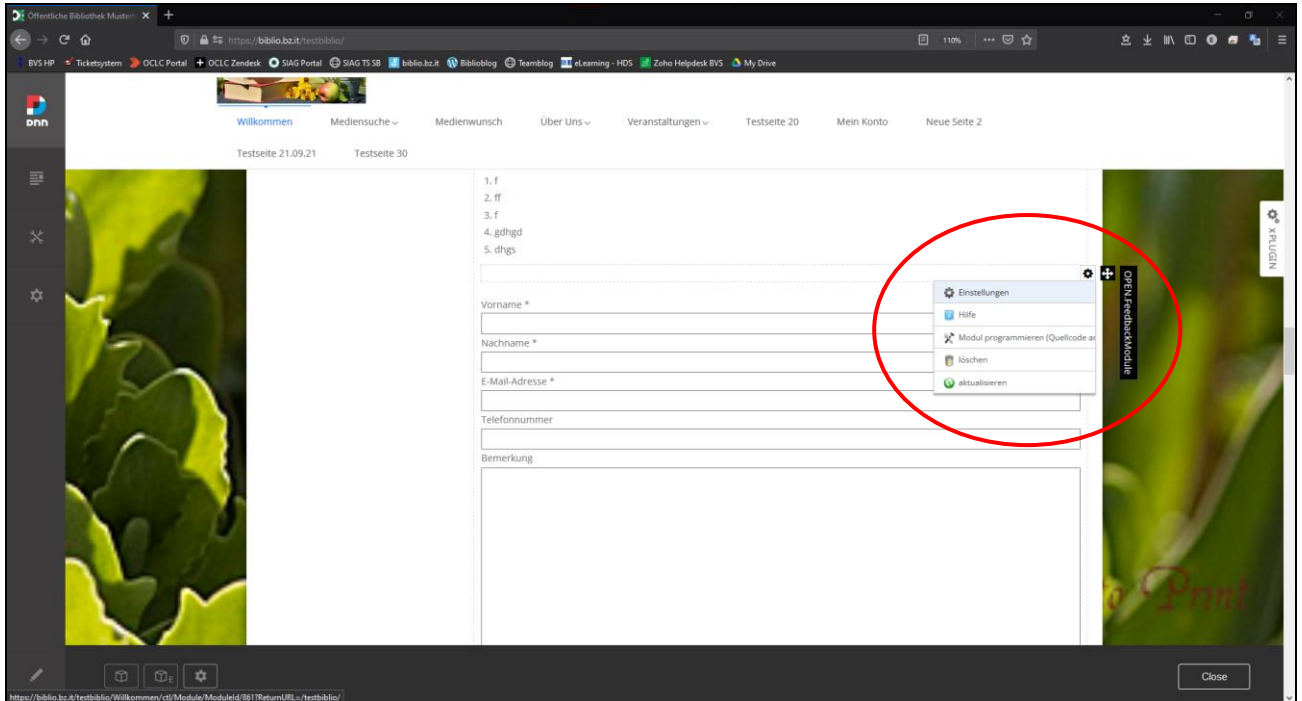 Öffentliche Bibliothek Muster
https://biblio.bz.it/testbiblio/
110%
BVS HP Ticketsystem OCLC Portal OCLC Zendesk SIAG Portal SIAG TS SB biblio.bz.it Biblioblog Teamblog eLearning - HDS Zoho Helpdesk BVS My Drive
Dnn
Willkommen Mediensuche Medienwunsch Über Uns Veranstaltungen Testseite 20 Mein Konto Neue Seite 2
Testseite 21.09.21 Testseite 30
1. f
2. ff
3. f
4. gdhgd
5. dhgs
X PLUGIN
OPEN.FeedbackModule
Einstellungen
Hilfe
Modul programmieren (Quellcode a
löschen
aktualisieren
Vorname *
Nachname *
E-Mail-Adresse *
Telefonnummer
Bemerkung
Print
E
Close
https://biblio.bz.it/testbiblio/Willkommen/ctl/Module/ModuleId/861?ReturnURL=/testbiblio/